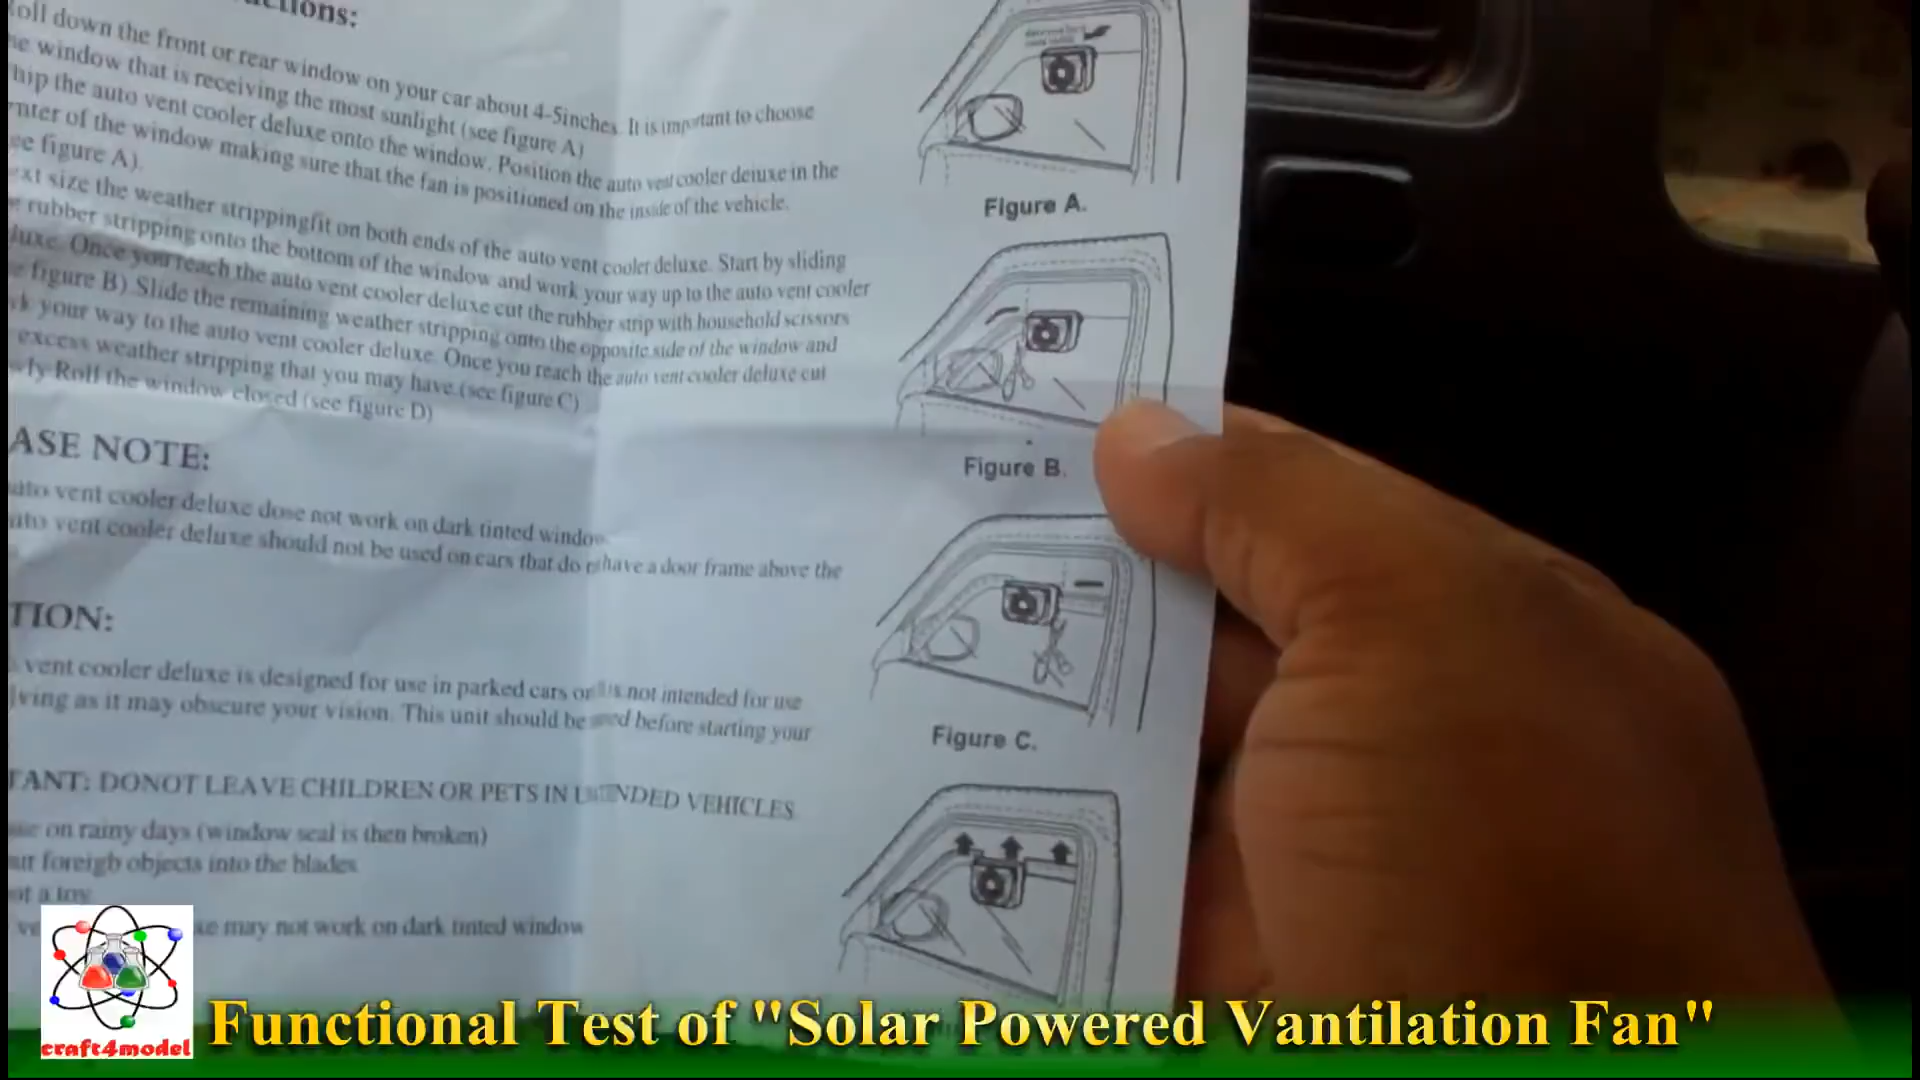 ctions:
oll down the front or rear window on your car about 4-5inches. It is important to choose
he window that is receiving the most sunlight (see figure A)
hip the auto vent cooler deluxe onto the window. Position the auto vent cooler deluxe in the
nter of the window making sure that the fan is positioned on the inside of the vehicle.
ee figure A).
ext size the weather strippingfit on both ends of the auto vent cooler deluxe. Start by sliding
e rubber stripping onto the bottom of the window and work your way up to the auto vent cooler
luxe. Once you reach the auto vent cooler deluxe cut the rubber strip with household scissors
e figure B) Slide the remaining weather stripping onto the opposite side of the window and
rk your way to the auto vent cooler deluxe. Once you reach the auto vent cooler deluxe cut
excess weather stripping that you may have.(see figure C)
wly Roll the window closed (see figure D)
ASE NOTE:
uto vent cooler deluxe dose not work on dark tinted window
uto vent cooler deluxe should not be used on cars that do have a door frame above the
TION:
vent cooler deluxe is designed for use in parked cars not intended for use
iving as it may obscure your vision. This unit should be used before starting your
TANT: DONOT LEAVE CHILDREN OR PETS IN VEHICLES
use on rainy days (window seal is then broken)
foreigb objects into the blades
ot a toy
ve may not work on dark tinted window
Figure A.
Figure B.
Figure C.
craft4model
Functional Test of "Solar Powered Vantilation Fan"